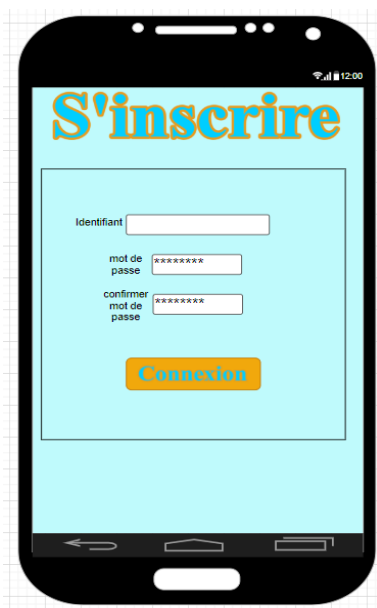 12:00
S'inscrire
Identifiant
mot de
passe
********
confirmer
mot de
passe
********
Connexion